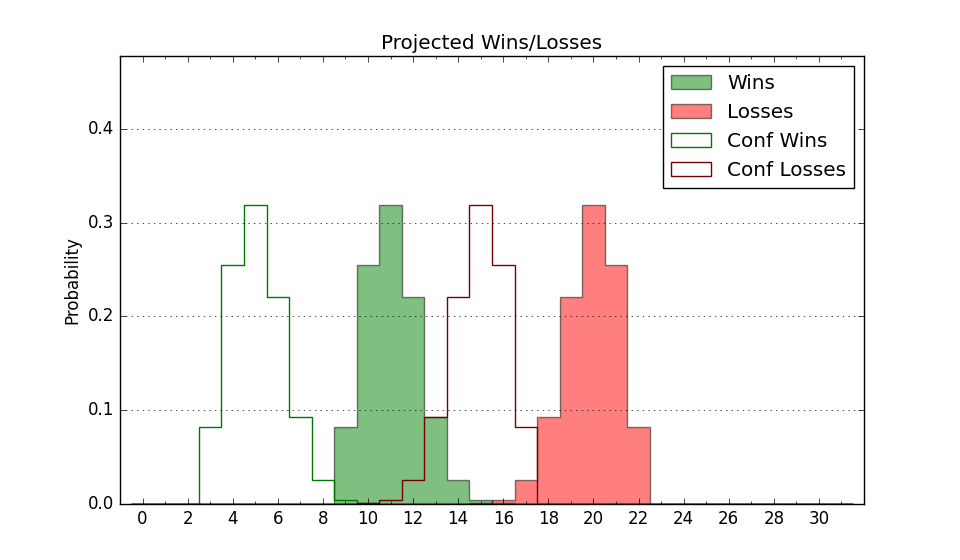 Projected Wins/Losses
Wins
Losses
Conf Wins
Conf Losses
Probability
0.4
0.3
0.2
0.1
0.0
0 2 4 6 8 10 12 14 16 18 20 22 24 26 28 30